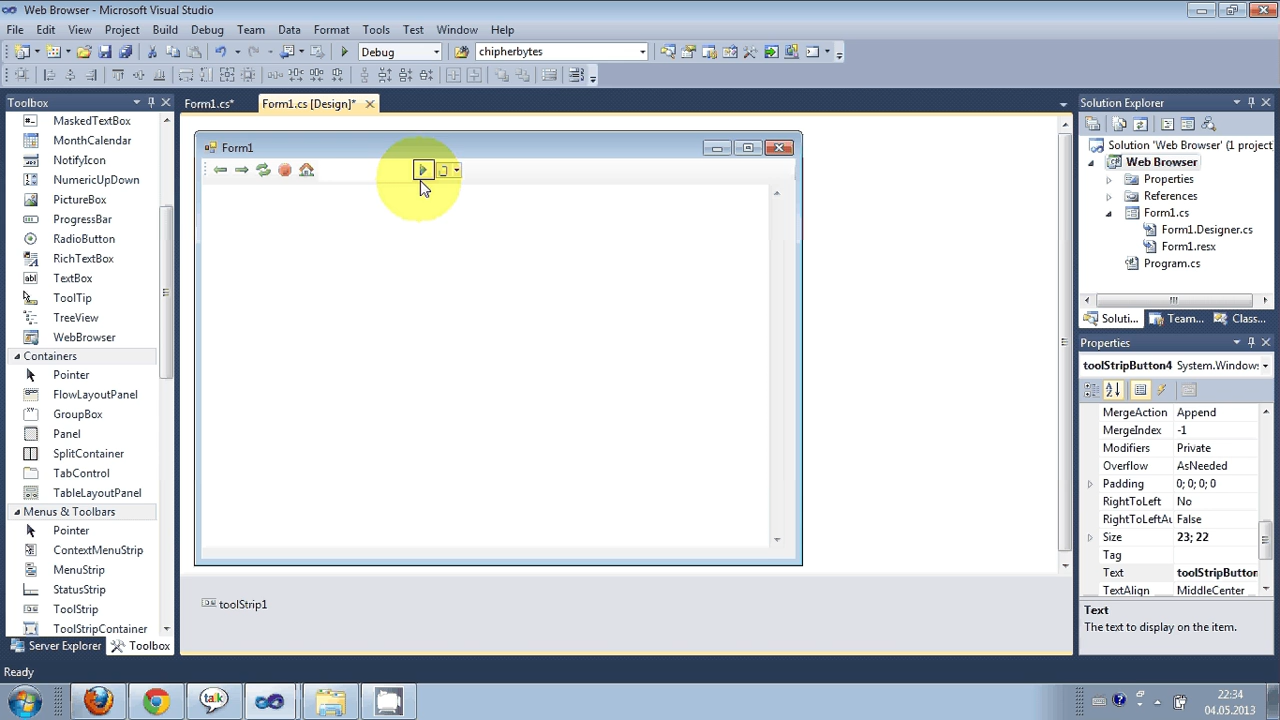 Web Browser - Microsoft Visual Studio
File Edit View Project Build Debug Team Data Format Tools Test Window Help
Debug chipherbytes
Toolbox
MaskedTextBox
MonthCalendar
NotifyIcon
NumericUpDown
PictureBox
ProgressBar
RadioButton
RichTextBox
TextBox
ToolTip
TreeView
WebBrowser
Containers
Pointer
FlowLayoutPanel
GroupBox
Panel
SplitContainer
TabControl
TableLayoutPanel
Menus & Toolbars
Pointer
ContextMenuStrip
MenuStrip
StatusStrip
ToolStrip
ToolStripContainer
Server Explorer Toolbox
Form1.cs* Form1.cs [Design]*
Form1
toolStrip1
Solution Explorer
Solution 'Web Browser' (1 project
Web Browser
Properties
References
Form1.cs
Form1.Designer.cs
Form1.resx
Program.cs
Soluti... Team... Class...
Properties
toolStripButton4 System.Windows
MergeAction Append
MergeIndex -1
Modifiers Private
Overflow AsNeeded
Padding 0; 0; 0; 0
RightToLeft No
RightToLeftAu False
Size 23; 22
Tag
Text toolStripButton
TextAlign MiddleCenter
Text
The text to display on the item.
Ready
talk
22:34
04.05.2013